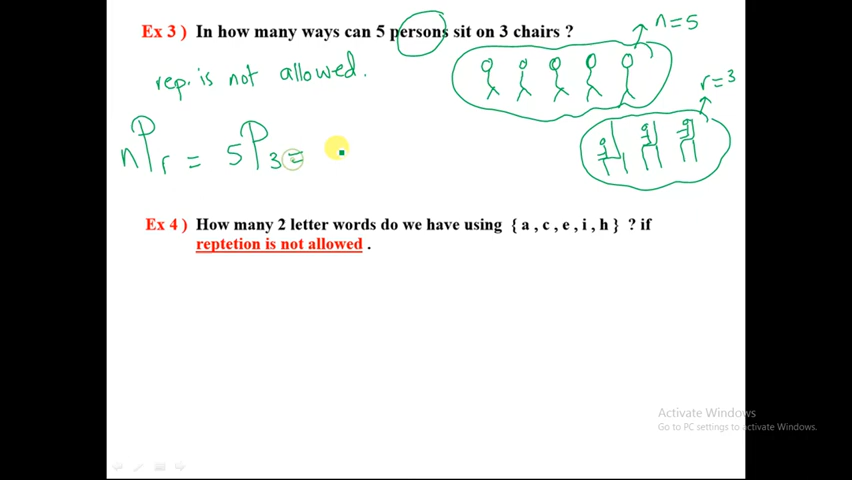 Ex 3 ) In how many ways can 5 persons sit on 3 chairs ?
n=5
rep. is not allowed.
r=3
nPr = 5P3 =
Ex 4 ) How many 2 letter words do we have using { a , c , e , i , h } ? if
reptetion is not allowed .
Activate Windows
Go to PC settings to activate Windows.